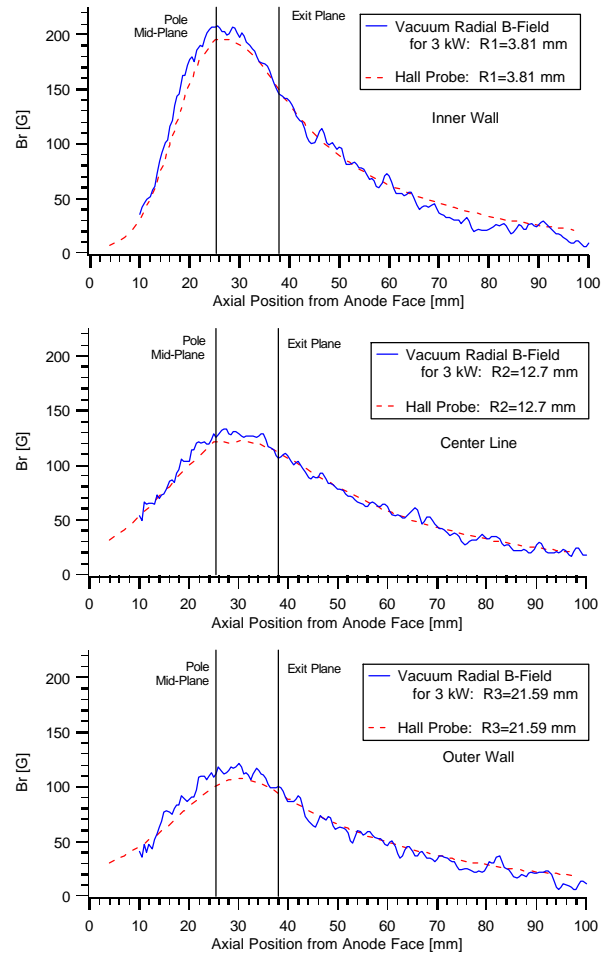 Pole
Mid-Plane
Exit Plane
Vacuum Radial B-Field
for 3 kW: R1=3.81 mm
Hall Probe: R1=3.81 mm
Inner Wall
Br [G]
200
150
100
50
0
0 10 20 30 40 50 60 70 80 90 100
Axial Position from Anode Face [mm]
Pole
Mid-Plane
Exit Plane
Vacuum Radial B-Field
for 3 kW: R2=12.7 mm
Hall Probe: R2=12.7 mm
Center Line
Br [G]
200
150
100
50
0
0 10 20 30 40 50 60 70 80 90 100
Axial Position from Anode Face [mm]
Pole
Mid-Plane
Exit Plane
Vacuum Radial B-Field
for 3 kW: R3=21.59 mm
Hall Probe: R3=21.59 mm
Outer Wall
Br [G]
200
150
100
50
0
0 10 20 30 40 50 60 70 80 90 100
Axial Position from Anode Face [mm]